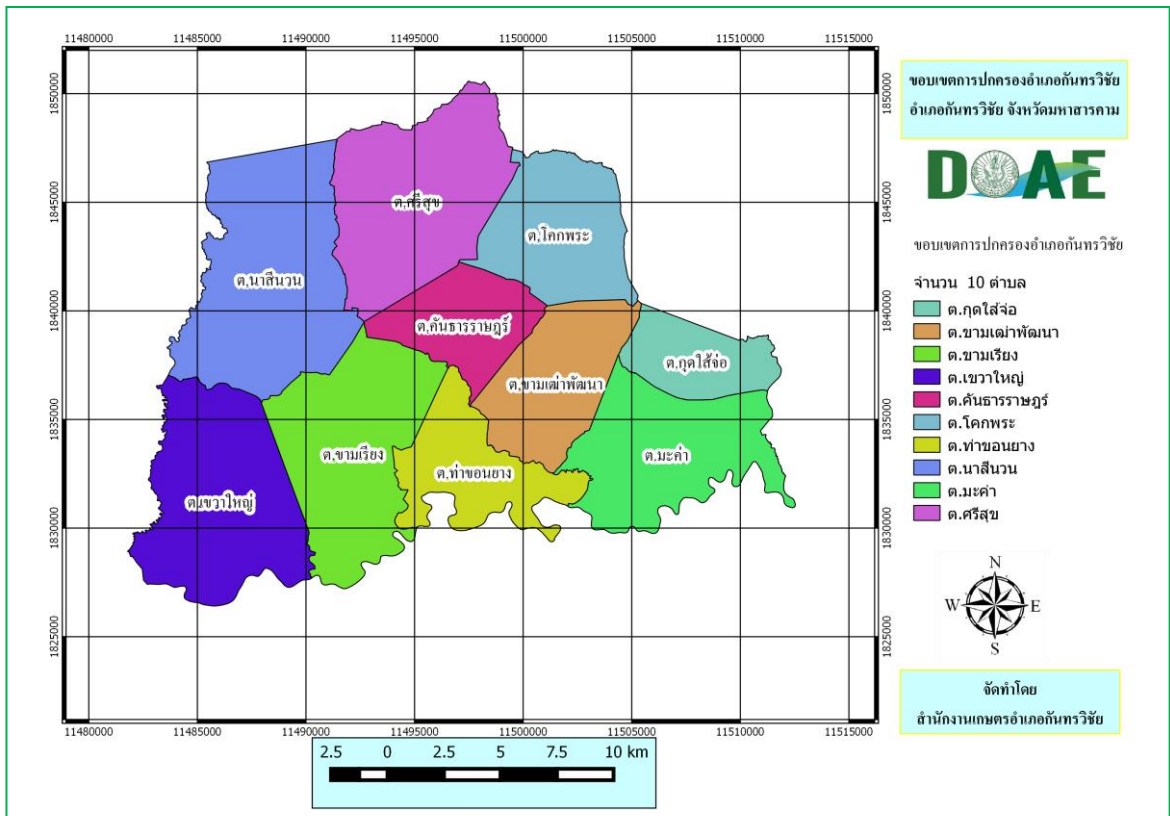 11480000 11485000 11490000 11495000 11500000 11505000 11510000 11515000
1850000 1850000
1845000 1845000
1840000 1840000
1835000 1835000
1830000 1830000
1825000 1825000
ต.ศรีสุข
ต.โคกพระ
ต.นาสีนวน
ต.คันธารราษฎร์
ต.กุดใส้จ่อ
ต.ขามเฒ่าพัฒนา
ต.ขามเรียง
ต.ท่าขอนยาง
ต.มะค่า
ต.เขวาใหญ่
11480000 11485000 11490000 11495000 11500000 11505000 11510000 11515000
2.5 0 2.5 5 7.5 10 km
ขอบเขตการปกครองอำเภอกันทรวิชัย
อำเภอกันทรวิชัย จังหวัดมหาสารคาม
DOAE
ขอบเขตการปกครองอำเภอกันทรวิชัย
จำนวน 10 ตำบล
ต.กุดใส้จ่อ
ต.ขามเฒ่าพัฒนา
ต.ขามเรียง
ต.เขวาใหญ่
ต.คันธารราษฎร์
ต.โคกพระ
ต.ท่าขอนยาง
ต.นาสีนวน
ต.มะค่า
ต.ศรีสุข
N
W E
S
จัดทำโดย
สำนักงานเกษตรอำเภอกันทรวิชัย